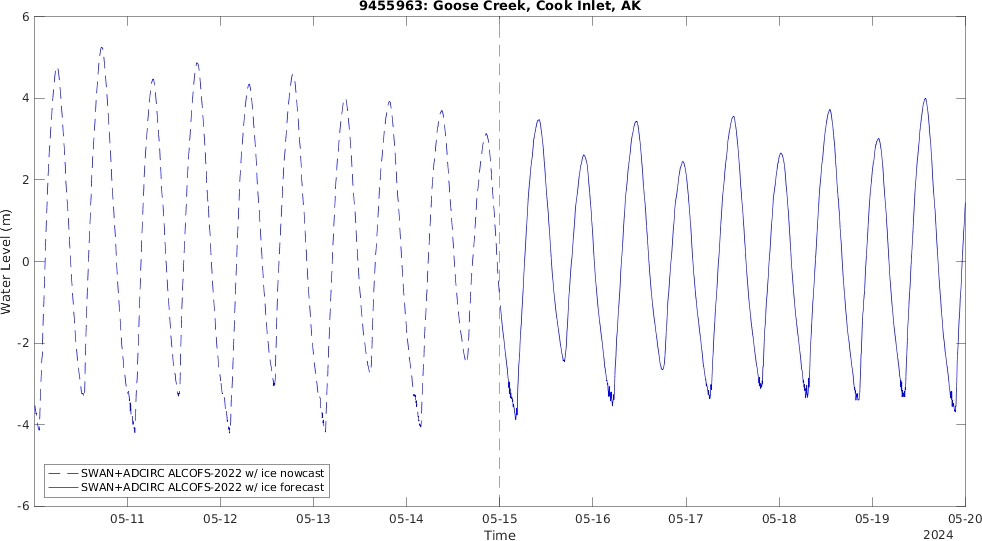 9455963: Goose Creek, Cook Inlet, AK
6
4
2
0
-2
-4
-6
Water Level (m)
SWAN+ADCIRC ALCOFS-2022 w/ ice nowcast
SWAN+ADCIRC ALCOFS-2022 w/ ice forecast
05-11 05-12 05-13 05-14 05-15 05-16 05-17 05-18 05-19 05-20
Time
2024